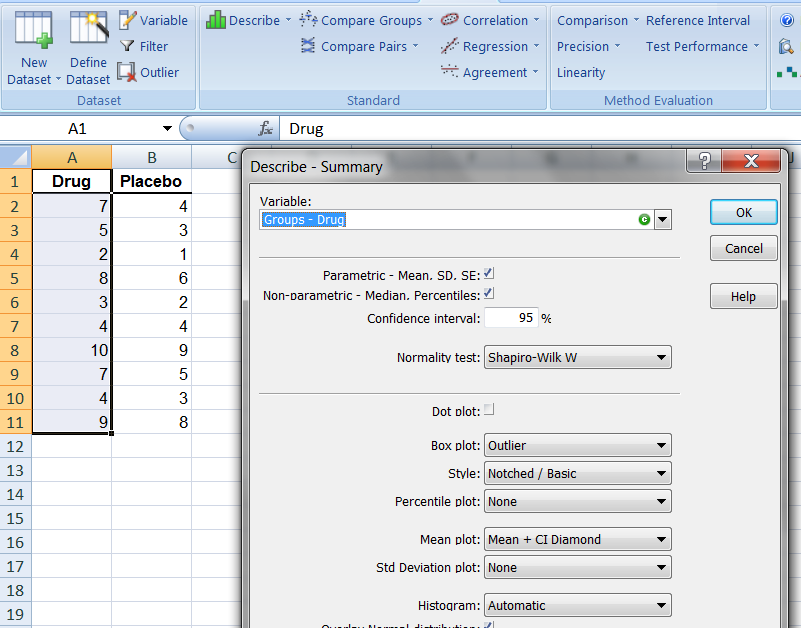 Variable Describe Compare Groups Correlation Comparison Reference Interval
Filter Compare Pairs Regression Precision Test Performance
New Dataset Define Dataset Outlier Agreement Linearity
Dataset Standard Method Evaluation
A1 fx Drug
A B C
1 Drug Placebo
2 7 4
3 5 3
4 2 1
5 8 6
6 3 2
7 4 4
8 10 9
9 7 5
10 4 3
11 9 8
12
13
14
15
16
17
18
19
Describe - Summary
Variable:
Groups - Drug
OK
Cancel
Help
Parametric - Mean, SD, SE:
Non-parametric - Median, Percentiles:
Confidence interval: 95 %
Normality test: Shapiro-Wilk W
Dot plot:
Box plot: Outlier
Style: Notched / Basic
Percentile plot: None
Mean plot: Mean + CI Diamond
Std Deviation plot: None
Histogram: Automatic
Overlay Normal distribution: